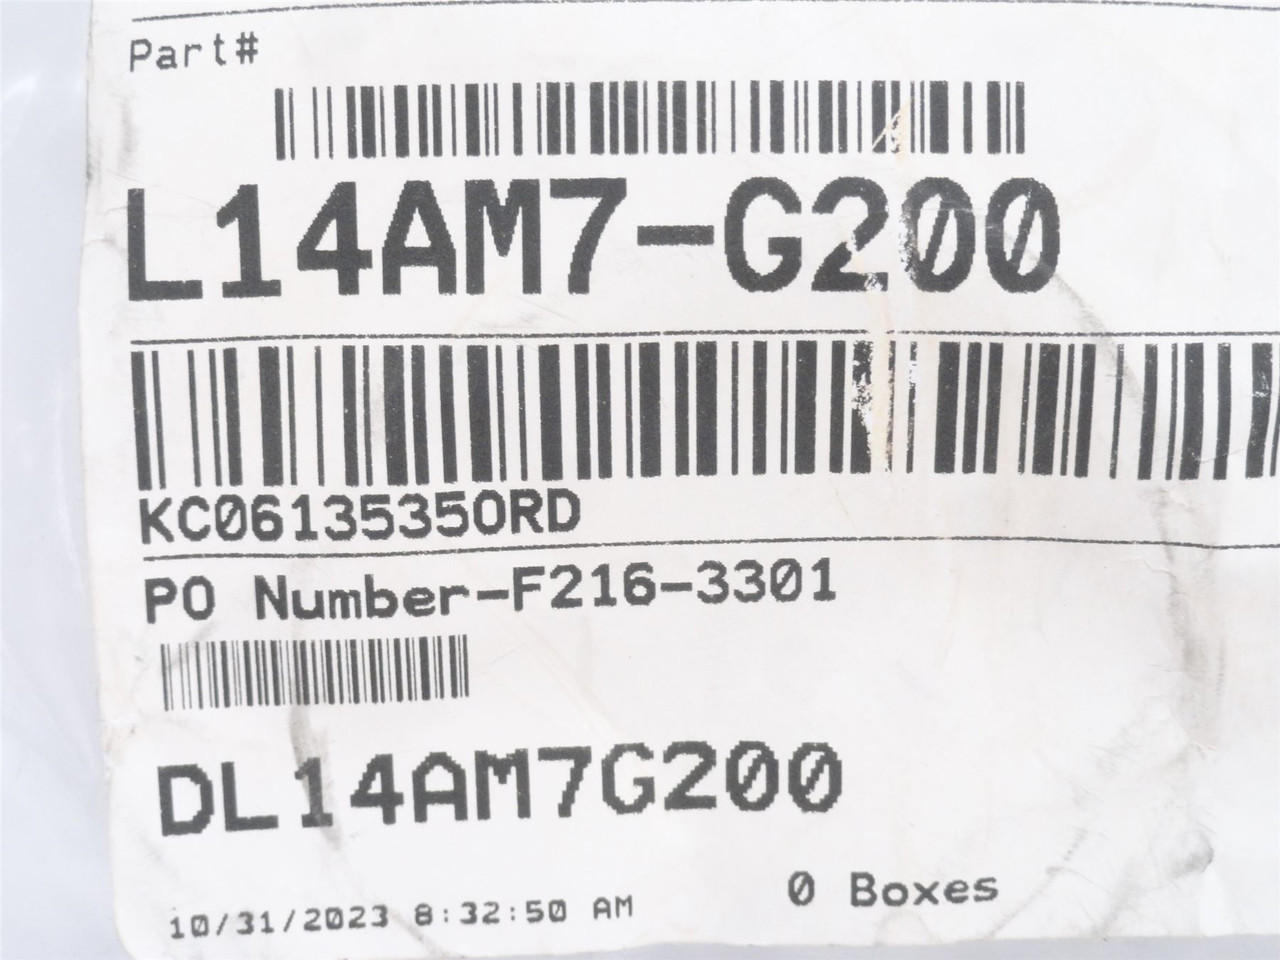 Part#
L14AM7-G200
KC06135350RD
PO Number-F216-3301
DL14AM7G200
0 Boxes
10/31/2023 8:32:50 AM